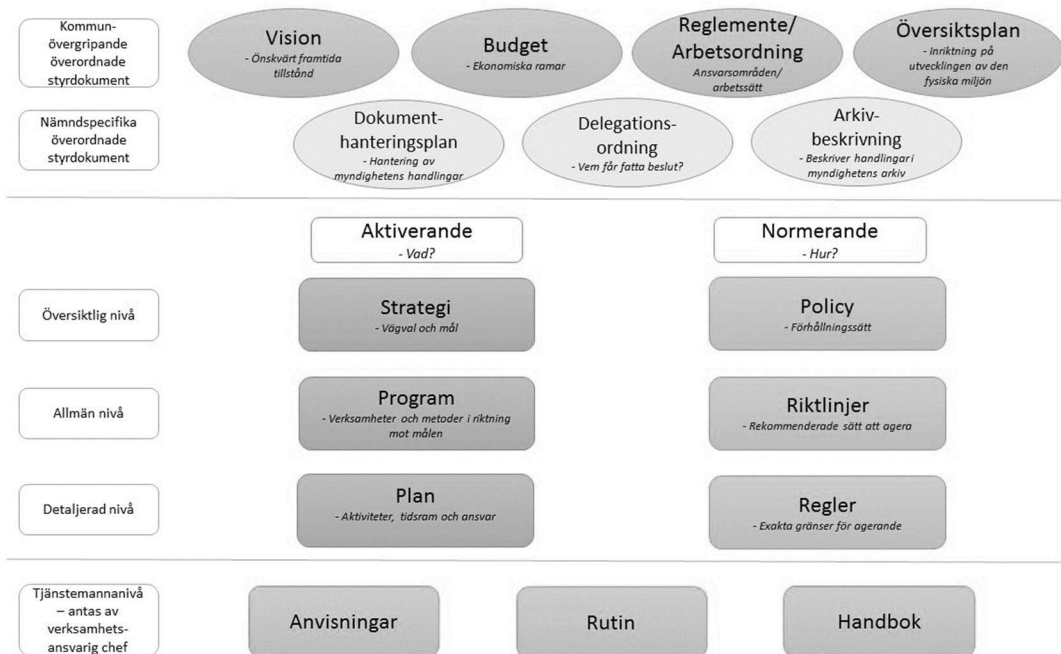 Kommun-
övergripande
överordnade
styrdokument
Vision
- Önskvärt framtida
tillstånd
Budget
- Ekonomiska ramar
Reglemente/
Arbetsordning
Ansvarsområden/
arbetssätt
Översiktsplan
- Inriktning på
utvecklingen av den
fysiska miljön
Nämndspecifika
överordnade
styrdokument
Dokument-
hanteringsplan
- Hantering av
myndighetens handlingar
Delegations-
ordning
- Vem får fatta beslut?
Arkiv-
beskrivning
- Beskriver handlingar i
myndighetens arkiv
Aktiverande
- Vad?
Normerande
- Hur?
Översiktlig nivå
Strategi
- Vägval och mål
Policy
- Förhållningssätt
Allmän nivå
Program
- Verksamheter och metoder i riktning
mot målen
Riktlinjer
- Rekommenderade sätt att agera
Detaljerad nivå
Plan
- Aktiviteter, tidsram och ansvar
Regler
- Exakta gränser för agerande
Tjänstemannanivå
– antas av
verksamhets-
ansvarig chef
Anvisningar
Rutin
Handbok